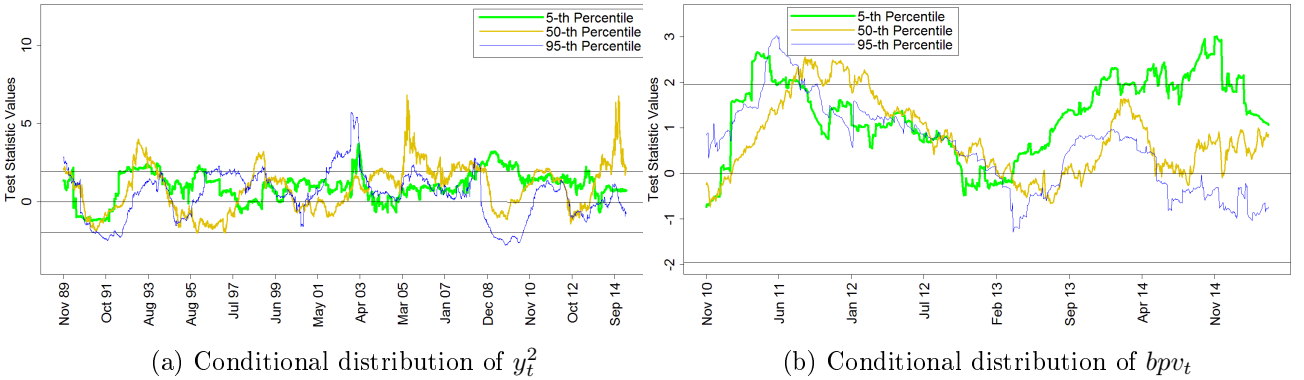 5-th Percentile
50-th Percentile
95-th Percentile
Test Statistic Values
10
5
0
Nov 89
Oct 91
Aug 93
Aug 95
Jul 97
Jun 99
May 01
Apr 03
Mar 05
Jan 07
Dec 08
Nov 10
Oct 12
Sep 14
(a) Conditional distribution of $y_t^2$
5-th Percentile
50-th Percentile
95-th Percentile
Test Statistic Values
3
2
1
0
-1
-2
Nov 10
Jun 11
Jan 12
Jul 12
Feb 13
Sep 13
Apr 14
Nov 14
(b) Conditional distribution of $bpv_t$